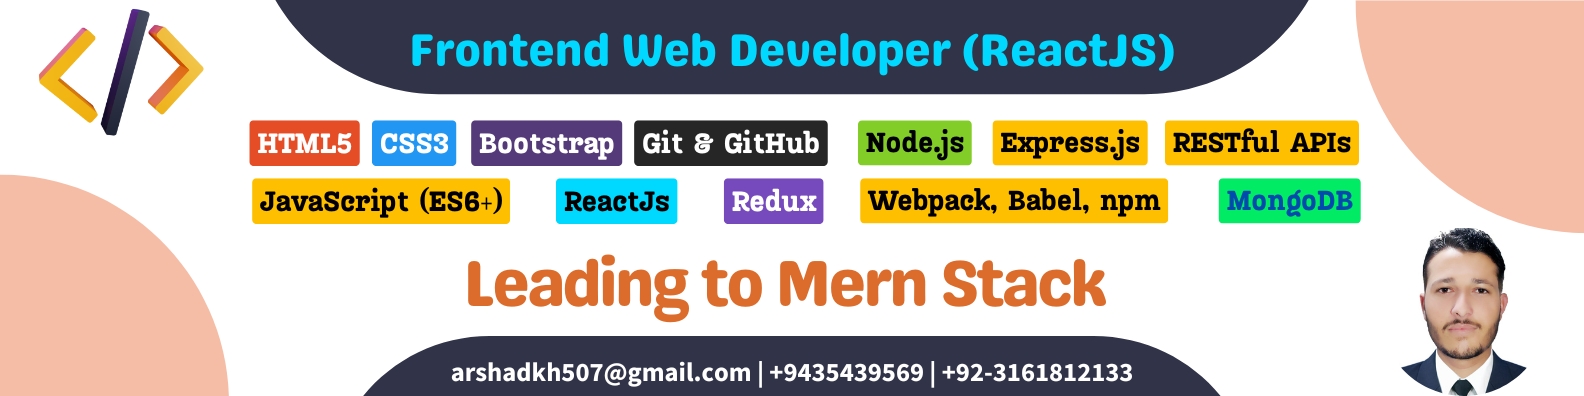 Frontend Web Developer (ReactJS)
HTML5 CSS3 Bootstrap Git & GitHub Node.js Express.js RESTful APIs
JavaScript (ES6+) ReactJs Redux Webpack, Babel, npm MongoDB
Leading to Mern Stack
arshadkh507@gmail.com | +9435439569 | +92-3161812133